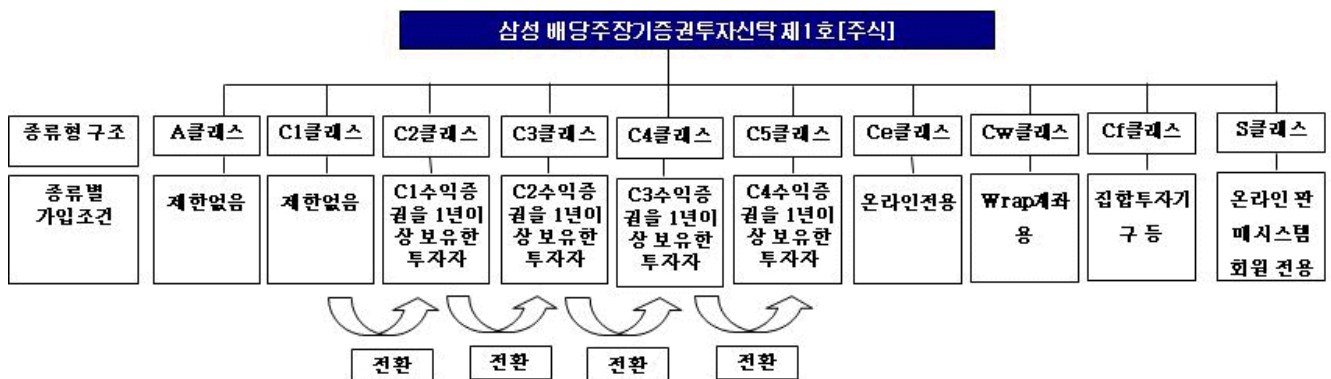 삼성 배당주장기증권투자신탁 제1호[주식]
종류형 구조
A클래스
C1클래스
C2클래스
C3클래스
C4클래스
C5클래스
Ce클래스
Cw클래스
Cf클래스
S클래스
종류별
가입조건
제한없음
제한없음
C1수익증
권을 1년이
상 보유한
투자자
C2수익증
권을 1년이
상 보유한
투자자
C3수익증
권을 1년이
상 보유한
투자자
C4수익증
권을 1년이
상 보유한
투자자
온라인전용
Wrap계좌
용
집합투자기
구 등
온라인 판
매시스템
회원 전용
전환
전환
전환
전환